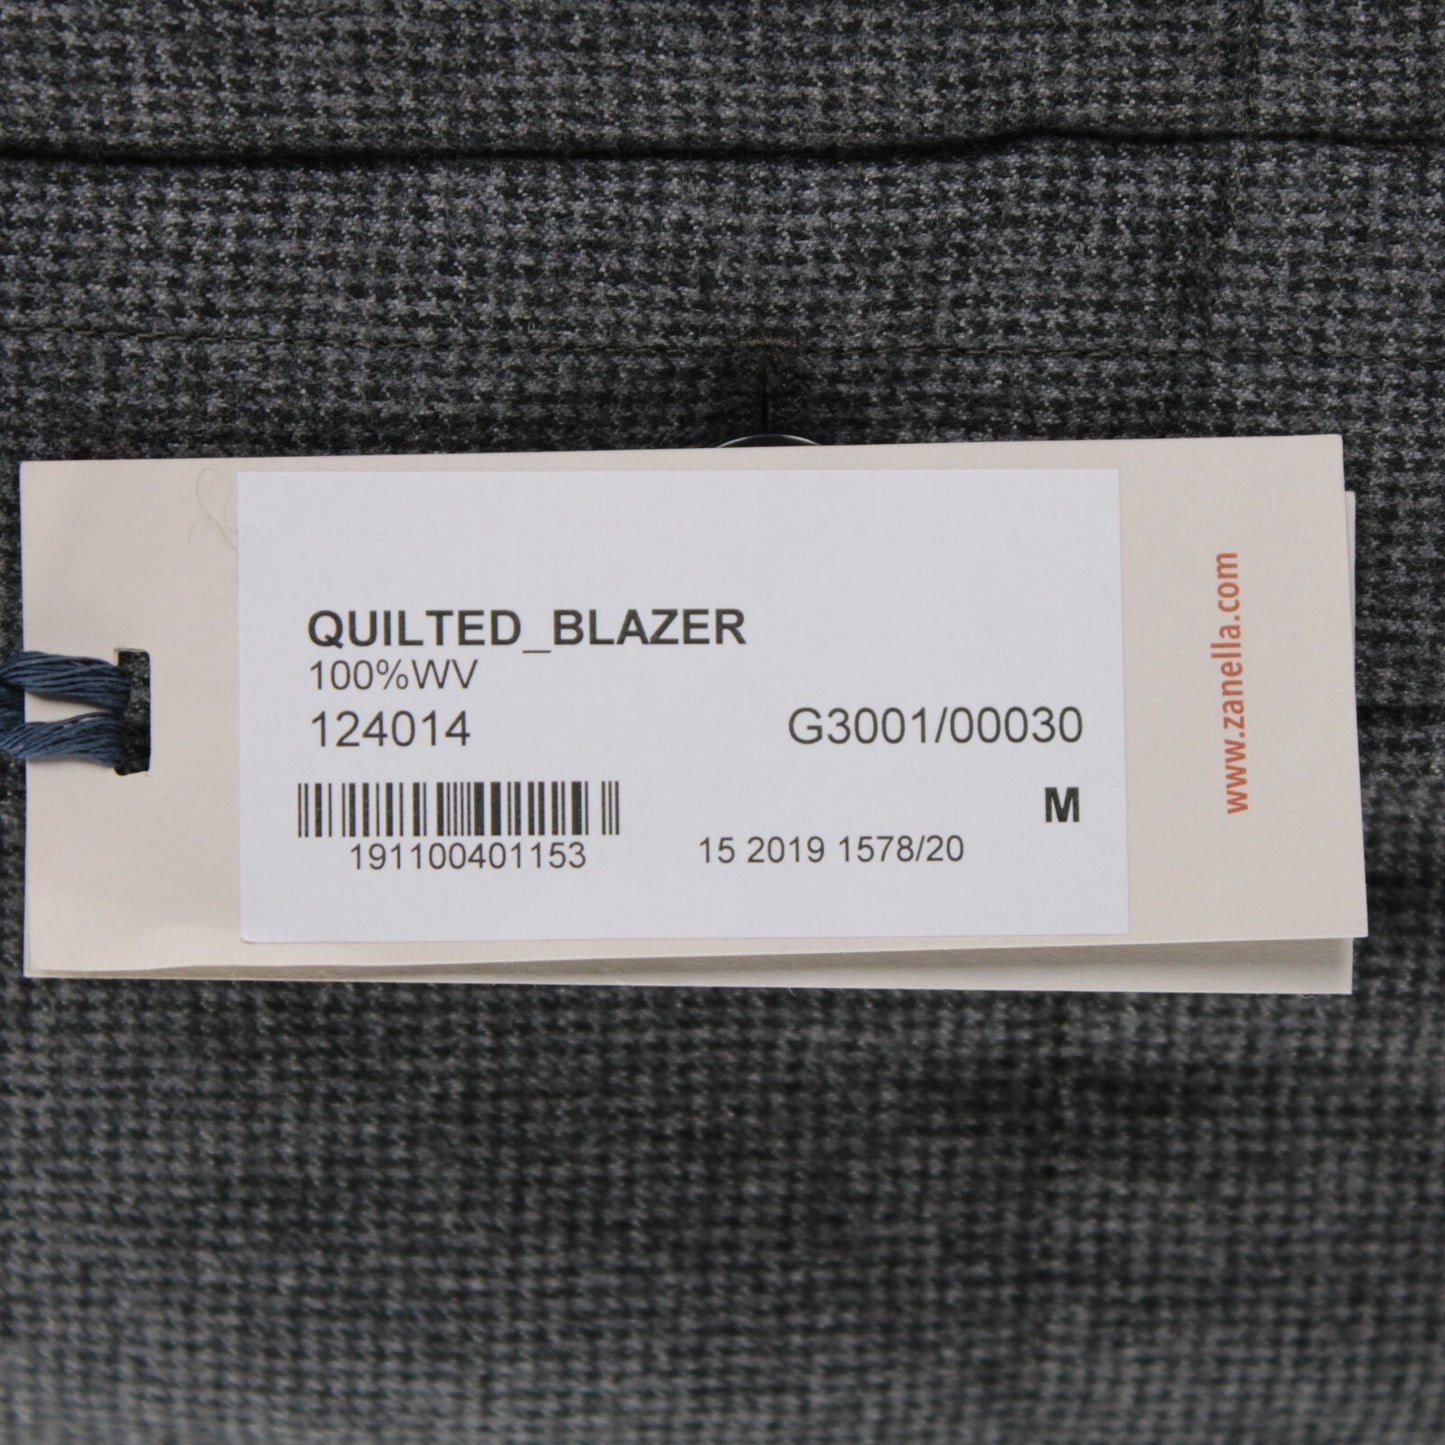 QUILTED_BLAZER
100%WV
124014 G3001/00030
M
191100401153 15 2019 1578/20
www.zanella.com